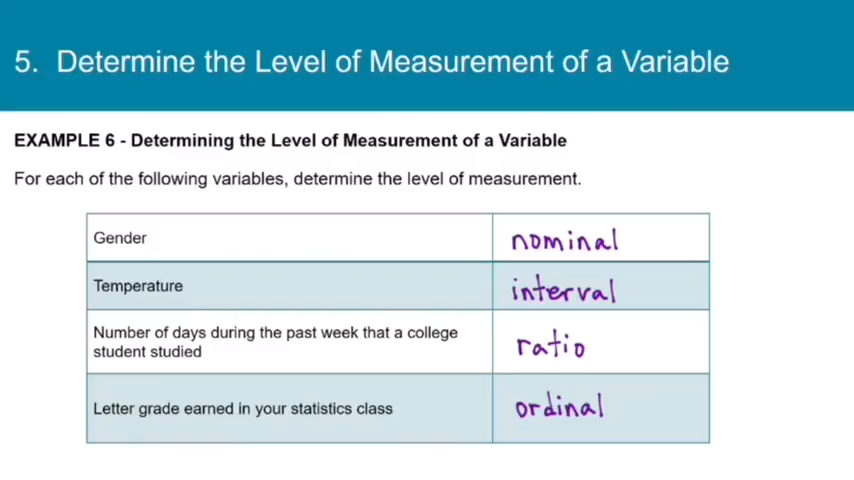 5. Determine the Level of Measurement of a Variable
EXAMPLE 6 - Determining the Level of Measurement of a Variable
For each of the following variables, determine the level of measurement.
Gender nominal
Temperature interval
Number of days during the past week that a college
student studied ratio
Letter grade earned in your statistics class ordinal